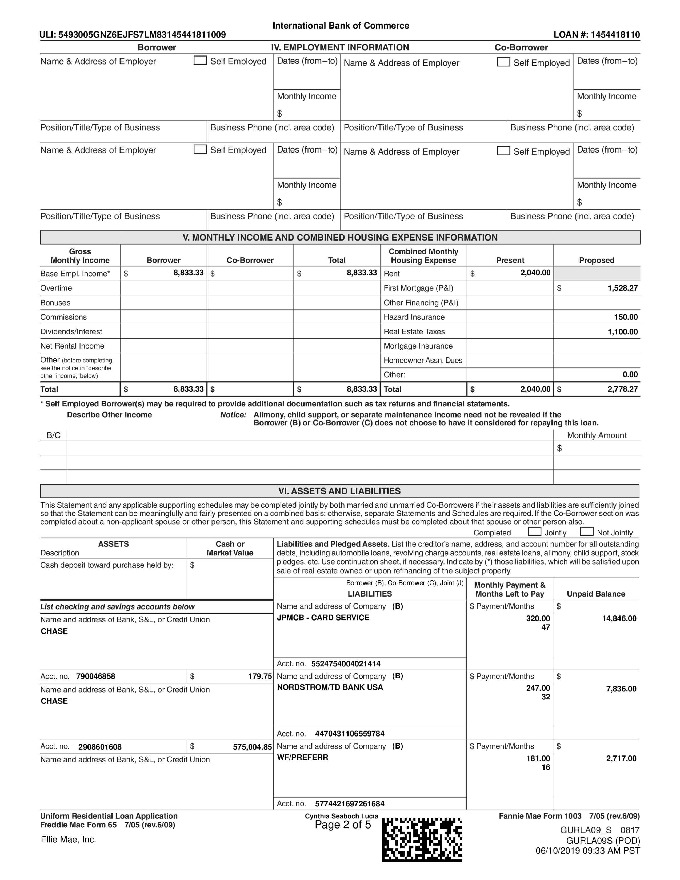 International Bank of Commerce
ULI: 5493005GNZ6EJFS7LM83145441811009 LOAN #: 1454418110
Borrower IV. EMPLOYMENT INFORMATION Co-Borrower
Name & Address of Employer Self Employed Dates (from–to) Name & Address of Employer Self Employed Dates (from–to)
Monthly Income Monthly Income
$ $
Position/Title/Type of Business Business Phone (incl. area code) Position/Title/Type of Business Business Phone (incl. area code)
Name & Address of Employer Self Employed Dates (from–to) Name & Address of Employer Self Employed Dates (from–to)
Monthly Income Monthly Income
$ $
Position/Title/Type of Business Business Phone (incl. area code) Position/Title/Type of Business Business Phone (incl. area code)
V. MONTHLY INCOME AND COMBINED HOUSING EXPENSE INFORMATION
Gross Monthly Income Borrower Co-Borrower Total Combined Monthly Housing Expense Present Proposed
Base Empl. Income* $ 8,833.33 $ $ 8,833.33 Rent $ 2,040.00
Overtime First Mortgage (P&I) $ 1,528.27
Bonuses Other Financing (P&I)
Commissions Hazard Insurance 150.00
Dividends/Interest Real Estate Taxes 1,100.00
Net Rental Income Mortgage Insurance
Other (before completing, see the notice in "describe other income," below) Homeowner Assn. Dues
Other: 0.00
Total $ 8,833.33 $ $ 8,833.33 Total $ 2,040.00 $ 2,778.27
* Self Employed Borrower(s) may be required to provide additional documentation such as tax returns and financial statements.
Describe Other Income Notice: Alimony, child support, or separate maintenance income need not be revealed if the
Borrower (B) or Co-Borrower (C) does not choose to have it considered for repaying this loan.
B/C Monthly Amount
$
VI. ASSETS AND LIABILITIES
This Statement and any applicable supporting schedules may be completed jointly by both married and unmarried Co-Borrowers if their assets and liabilities are sufficiently joined
so that the Statement can be meaningfully and fairly presented on a combined basis; otherwise, separate Statements and Schedules are required. If the Co-Borrower section was
completed about a non-applicant spouse or other person, this Statement and supporting schedules must be completed about that spouse or other person also.
Completed Jointly Not Jointly
ASSETS Cash or Market Value
Description
Cash deposit toward purchase held by: $
Liabilities and Pledged Assets. List the creditor's name, address, and account number for all outstanding
debts, including automobile loans, revolving charge accounts, real estate loans, alimony, child support, stock
pledges, etc. Use continuation sheet, if necessary. Indicate by (*) those liabilities, which will be satisfied upon
sale of real estate owned or upon refinancing of the subject property.
Borrower (B), Co-Borrower (C), Joint (J)
LIABILITIES Monthly Payment & Months Left to Pay Unpaid Balance
List checking and savings accounts below Name and address of Company (B) $ Payment/Months $
Name and address of Bank, S&L, or Credit Union JPMCB - CARD SERVICE 320.00 14,846.00
CHASE 47
Acct. no. 5524754004021414
Acct. no. 790046858 $ 179.75 Name and address of Company (B) $ Payment/Months $
Name and address of Bank, S&L, or Credit Union NORDSTROM/TD BANK USA 247.00 7,836.00
CHASE 32
Acct. no. 4470431106559784
Acct. no. 2908601608 $ 575,004.85 Name and address of Company (B) $ Payment/Months $
Name and address of Bank, S&L, or Credit Union WF/PREFERR 181.00 2,717.00
16
Acct. no. 5774421697261684
Uniform Residential Loan Application Cynthia Seaboch Lucia Fannie Mae Form 1003 7/05 (rev.6/09)
Freddie Mac Form 65 7/05 (rev.6/09) Page 2 of 5
Ellie Mae, Inc. GURLA09_S 0817
GURLA09S (POD)
06/10/2019 09:33 AM PST